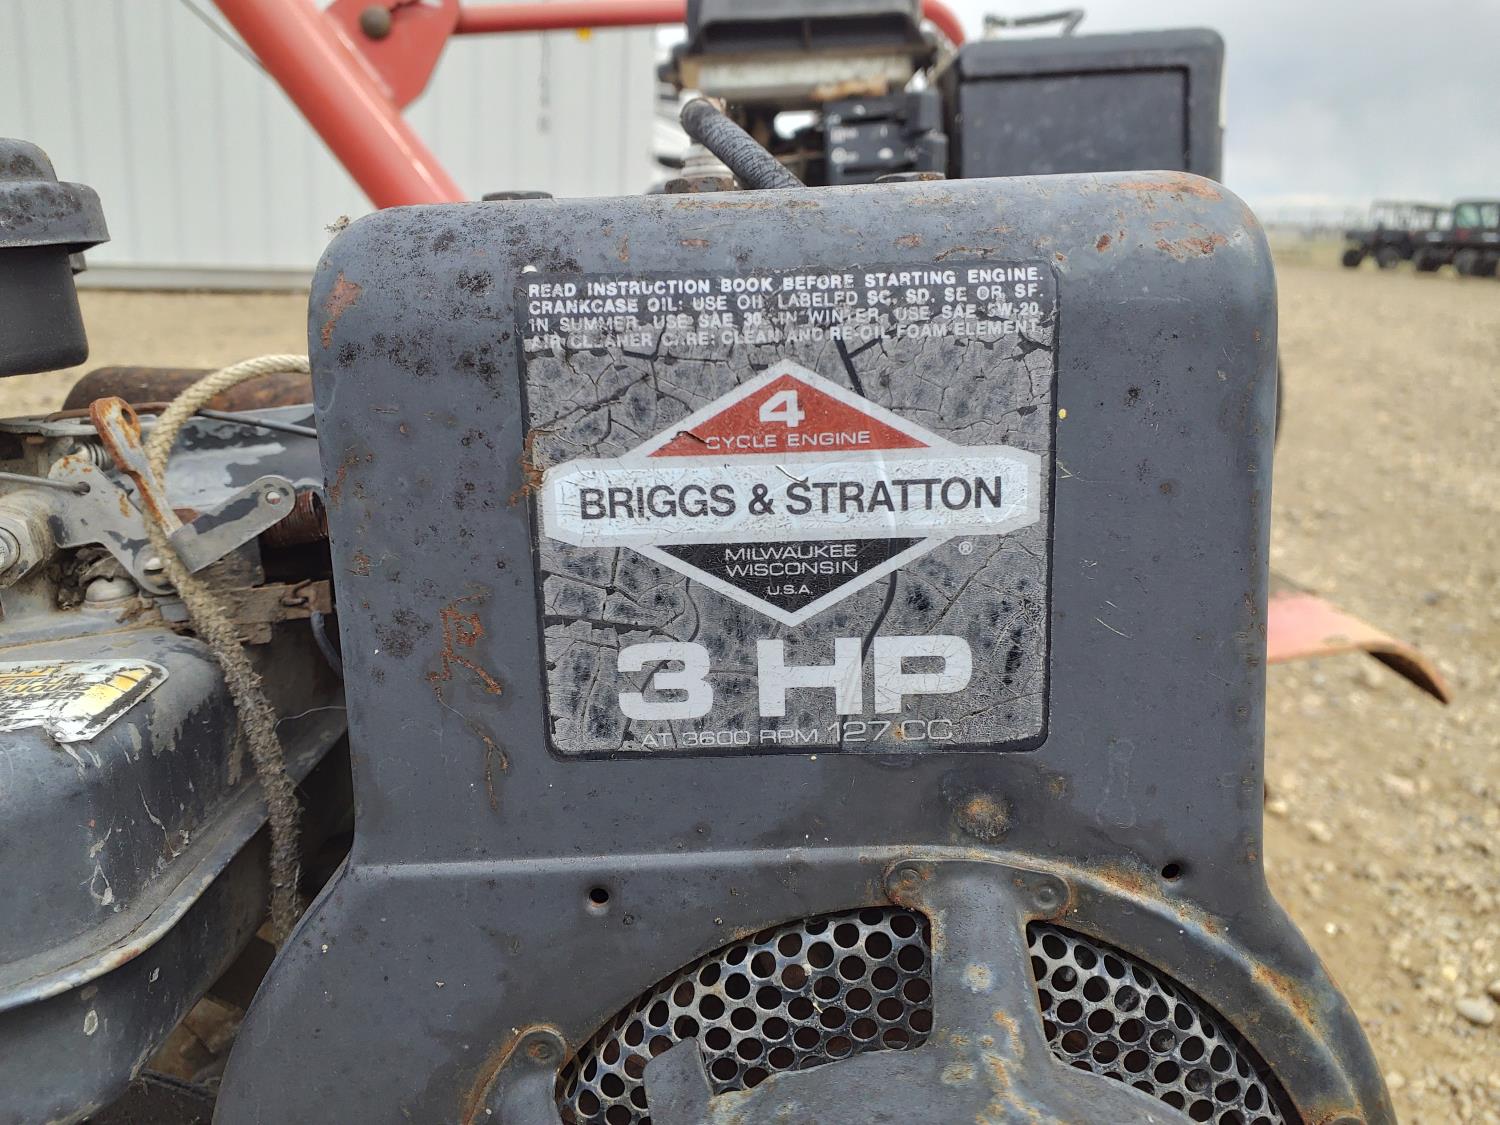 READ INSTRUCTION BOOK BEFORE STARTING ENGINE.
CRANKCASE OIL: USE OIL LABELED SC, SD, SE OR SF.
IN SUMMER USE SAE 30 IN WINTER USE SAE 5W-20.
AIR CLEANER CARE: CLEAN AND RE-OIL FOAM ELEMENT
4
CYCLE ENGINE
BRIGGS & STRATTON
®
MILWAUKEE
WISCONSIN
U.S.A.
3 HP
AT 3600 RPM 127 CC